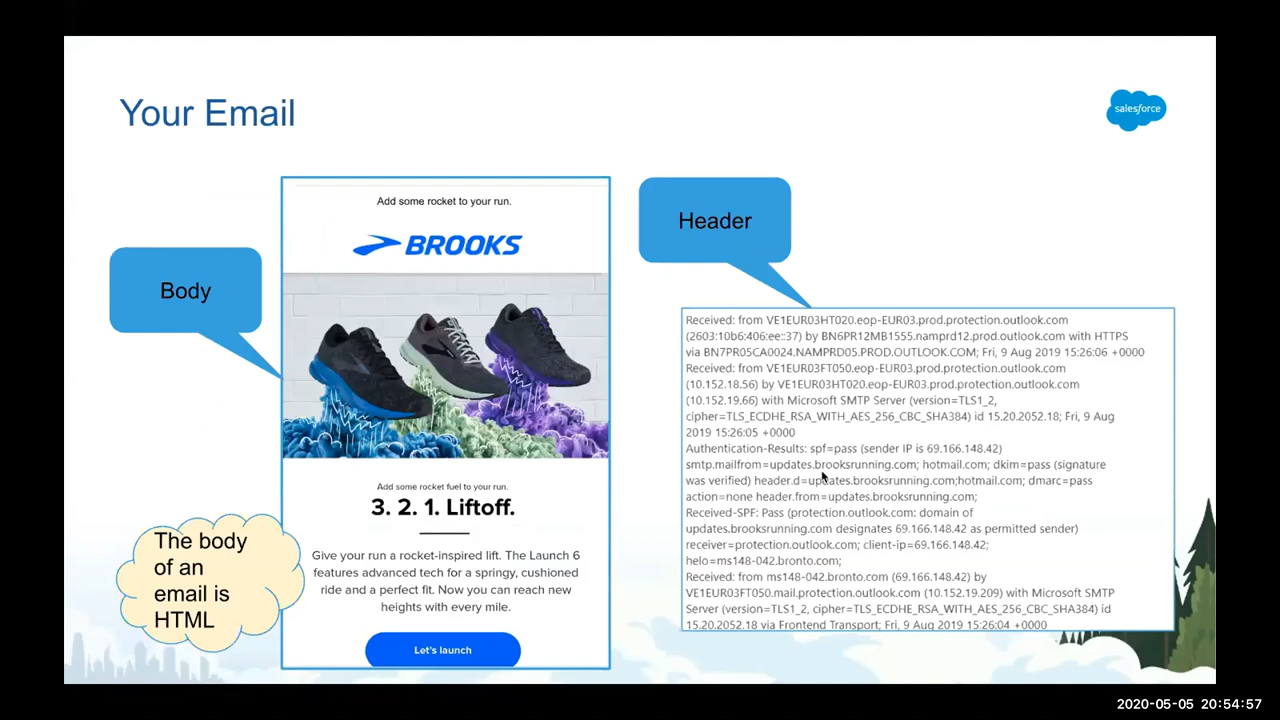 Your Email
salesforce
Body
Add some rocket to your run.
BROOKS
Add some rocket fuel to your run.
3. 2. 1. Liftoff.
Give your run a rocket-inspired lift. The Launch 6
features advanced tech for a springy, cushioned
ride and a perfect fit. Now you can reach new
heights with every mile.
Let's launch
The body
of an
email is
HTML
Header
Received: from VE1EUR03HT020.eop-EUR03.prod.protection.outlook.com
(2603:10b6:406:ee::37) by BN6PR12MB1555.namprd12.prod.outlook.com with HTTPS
via BN7PR05CA0024.NAMPRD05.PROD.OUTLOOK.COM; Fri, 9 Aug 2019 15:26:06 +0000
Received: from VE1EUR03FT050.eop-EUR03.prod.protection.outlook.com
(10.152.18.56) by VE1EUR03HT020.eop-EUR03.prod.protection.outlook.com
(10.152.19.66) with Microsoft SMTP Server (version=TLS1_2,
cipher=TLS_ECDHE_RSA_WITH_AES_256_CBC_SHA384) id 15.20.2052.18; Fri, 9 Aug
2019 15:26:05 +0000
Authentication-Results: spf=pass (sender IP is 69.166.148.42)
smtp.mailfrom=updates.brooksrunning.com; hotmail.com; dkim=pass (signature
was verified) header.d=updates.brooksrunning.com;hotmail.com; dmarc=pass
action=none header.from=updates.brooksrunning.com;
Received-SPF: Pass (protection.outlook.com: domain of
updates.brooksrunning.com designates 69.166.148.42 as permitted sender)
receiver=protection.outlook.com; client-ip=69.166.148.42;
helo=ms148-042.bronto.com;
Received: from ms148-042.bronto.com (69.166.148.42) by
VE1EUR03FT050.mail.protection.outlook.com (10.152.19.209) with Microsoft SMTP
Server (version=TLS1_2, cipher=TLS_ECDHE_RSA_WITH_AES_256_CBC_SHA384) id
15.20.2052.18 via Frontend Transport; Fri, 9 Aug 2019 15:26:04 +0000
2020-05-05 20:54:57